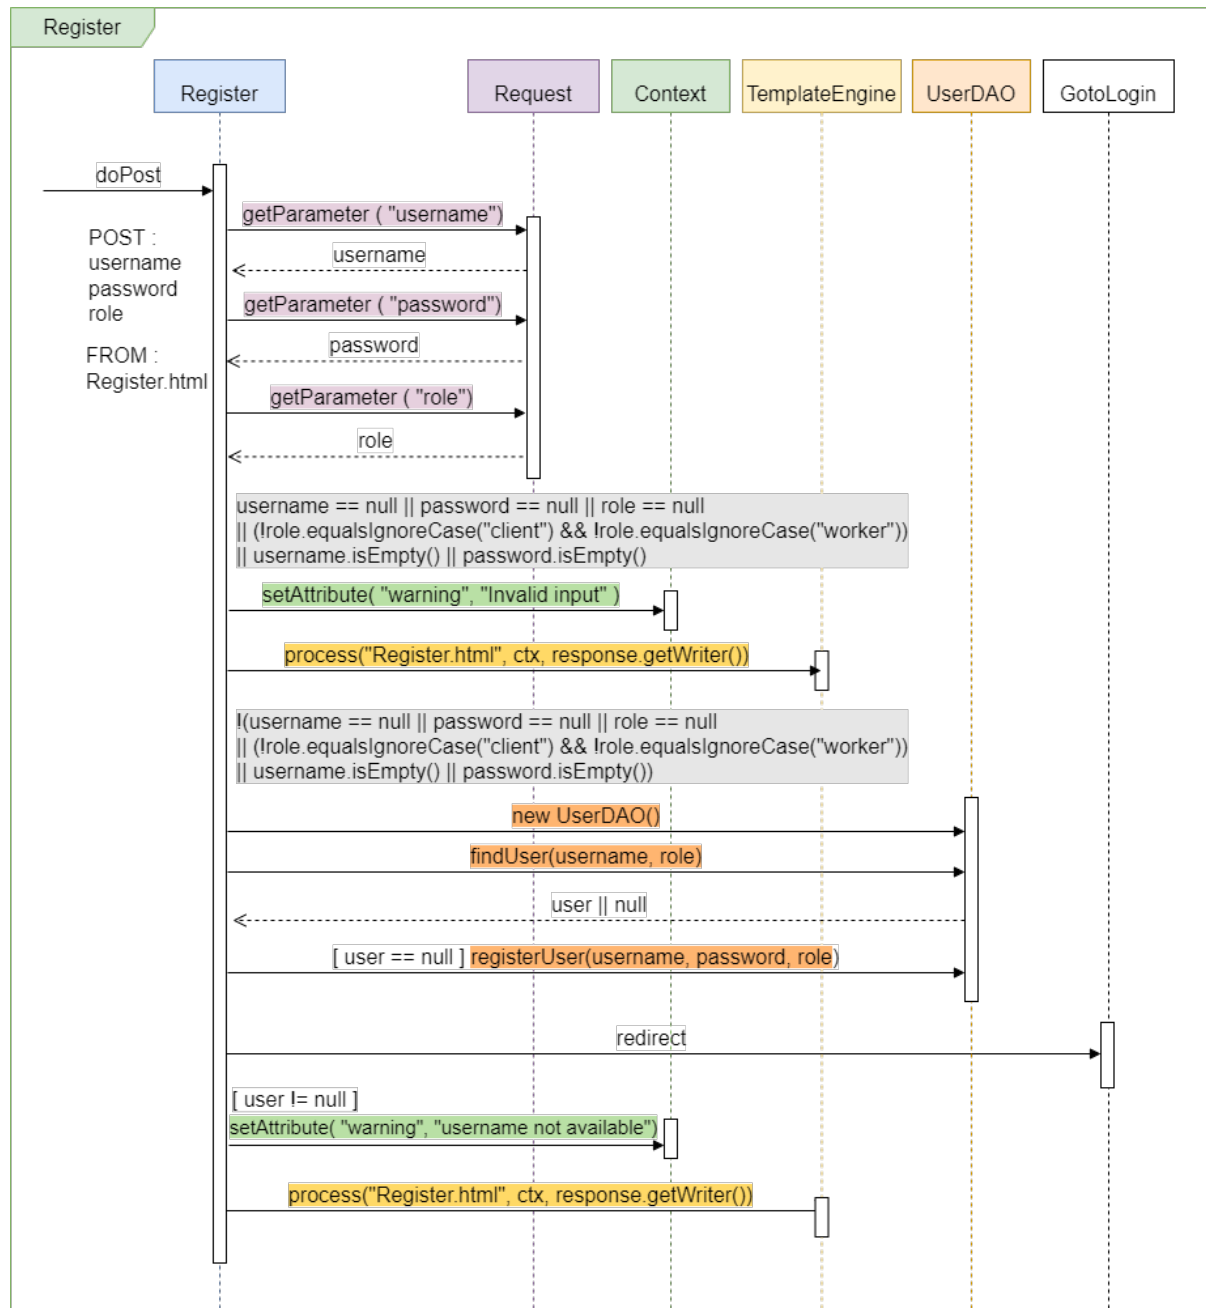 Register
Register
Request
Context
TemplateEngine
UserDAO
GotoLogin
doPost
POST :
username
password
role
FROM :
Register.html
getParameter ( "username")
username
getParameter ( "password")
password
getParameter ( "role")
role
username == null || password == null || role == null
|| (!role.equalsIgnoreCase("client") && !role.equalsIgnoreCase("worker"))
|| username.isEmpty() || password.isEmpty()
setAttribute( "warning", "Invalid input" )
process("Register.html", ctx, response.getWriter())
!(username == null || password == null || role == null
|| (!role.equalsIgnoreCase("client") && !role.equalsIgnoreCase("worker"))
|| username.isEmpty() || password.isEmpty())
new UserDAO()
findUser(username, role)
user || null
[ user == null ] registerUser(username, password, role)
redirect
[ user != null ]
setAttribute( "warning", "username not available")
process("Register.html", ctx, response.getWriter())